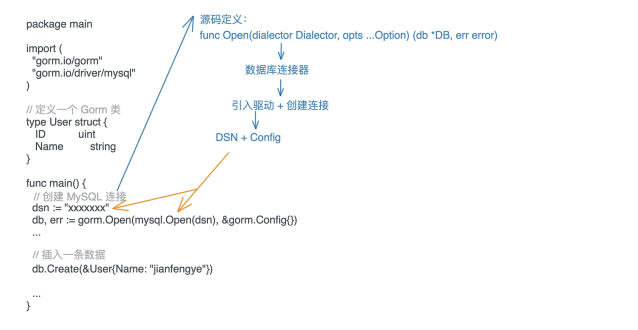 package main
import (
"gorm.io/gorm"
"gorm.io/driver/mysql"
)
// 定义一个 Gorm 类
type User struct {
ID uint
Name string
}
func main() {
// 创建 MySQL 连接
dsn := "xxxxxxx"
db, err := gorm.Open(mysql.Open(dsn), &gorm.Config{})
...
// 插入一条数据
db.Create(&User{Name: "jianfengye"})
...
}
源码定义：
func Open(dialector Dialector, opts ...Option) (db *DB, err error)
数据库连接器
引入驱动 + 创建连接
DSN + Config